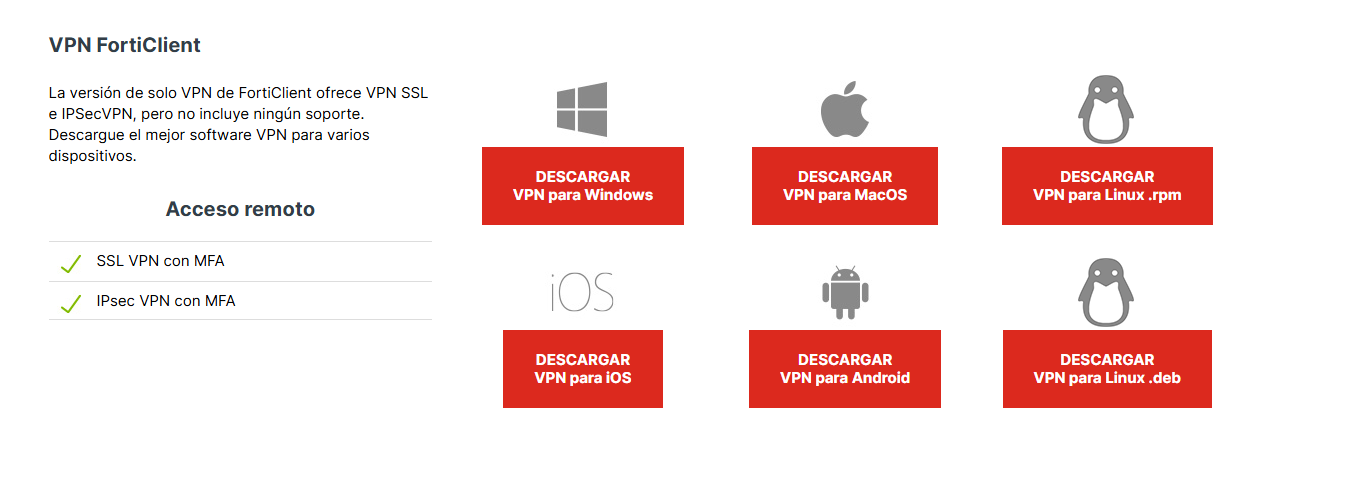 VPN FortiClient
La versión de solo VPN de FortiClient ofrece VPN SSL
e IPSecVPN, pero no incluye ningún soporte.
Descargue el mejor software VPN para varios
dispositivos.
Acceso remoto
SSL VPN con MFA
IPsec VPN con MFA
DESCARGAR
VPN para Windows
DESCARGAR
VPN para MacOS
DESCARGAR
VPN para Linux .rpm
iOS
DESCARGAR
VPN para iOS
DESCARGAR
VPN para Android
DESCARGAR
VPN para Linux .deb